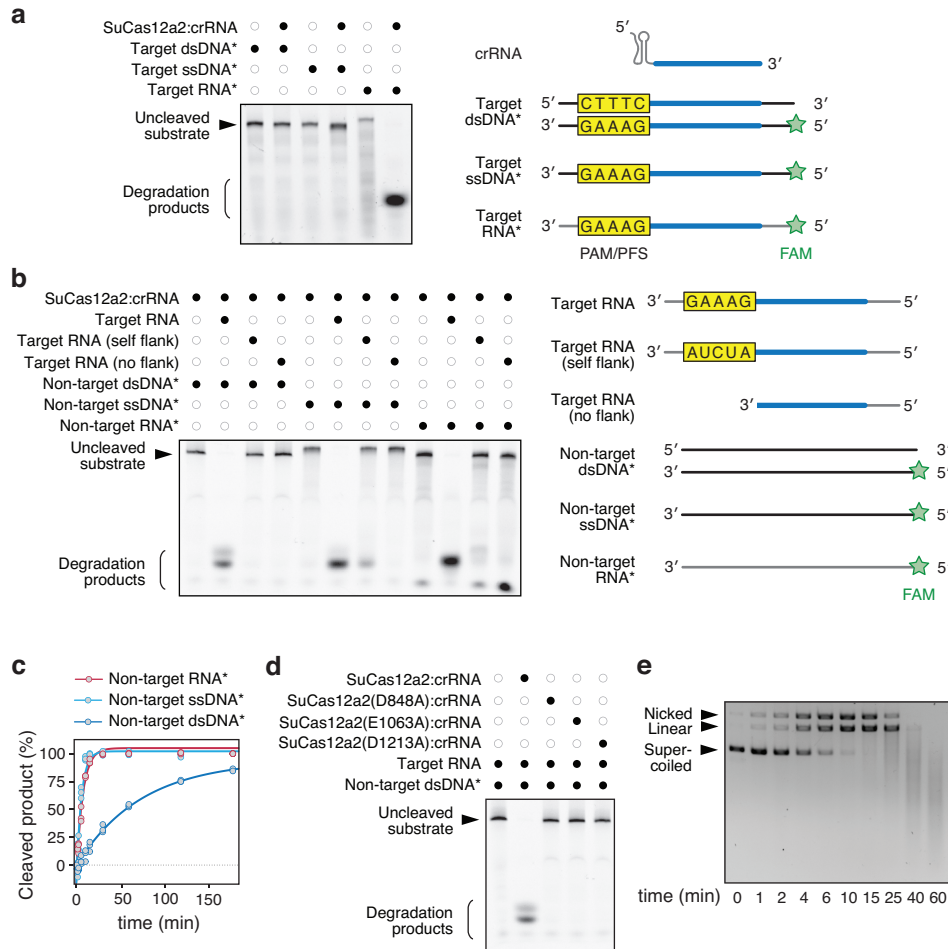 a
SuCas12a2:crRNA
Target dsDNA*
Target ssDNA*
Target RNA*
Uncleaved
substrate
Degradation
products
crRNA
5′
3′
Target
dsDNA*
5′ CTTTC 3′
3′ GAAAG 5′
Target
ssDNA*
3′ GAAAG 5′
Target
RNA*
3′ GAAAG 5′
PAM/PFS FAM
b
SuCas12a2:crRNA
Target RNA
Target RNA (self flank)
Target RNA (no flank)
Non-target dsDNA*
Non-target ssDNA*
Non-target RNA*
Uncleaved
substrate
Degradation
products
Target RNA 3′ GAAAG 5′
Target RNA
(self flank)
3′ AUCUA 5′
Target RNA
(no flank)
3′ 5′
Non-target
dsDNA*
5′ 3′
3′ 5′
Non-target
ssDNA*
3′ 5′
Non-target
RNA*
3′ 5
FAM
c
Non-target RNA*
Non-target ssDNA*
Non-target dsDNA*
Cleaved product (%)
100
75
50
25
0
0 50 100 150
time (min)
d
SuCas12a2:crRNA
SuCas12a2(D848A):crRNA
SuCas12a2(E1063A):crRNA
SuCas12a2(D1213A):crRNA
Target RNA
Non-target dsDNA*
Uncleaved
substrate
Degradation
products
e
Nicked
Linear
Super-
coiled
time (min) 0 1 2 4 6 10 15 25 40 60